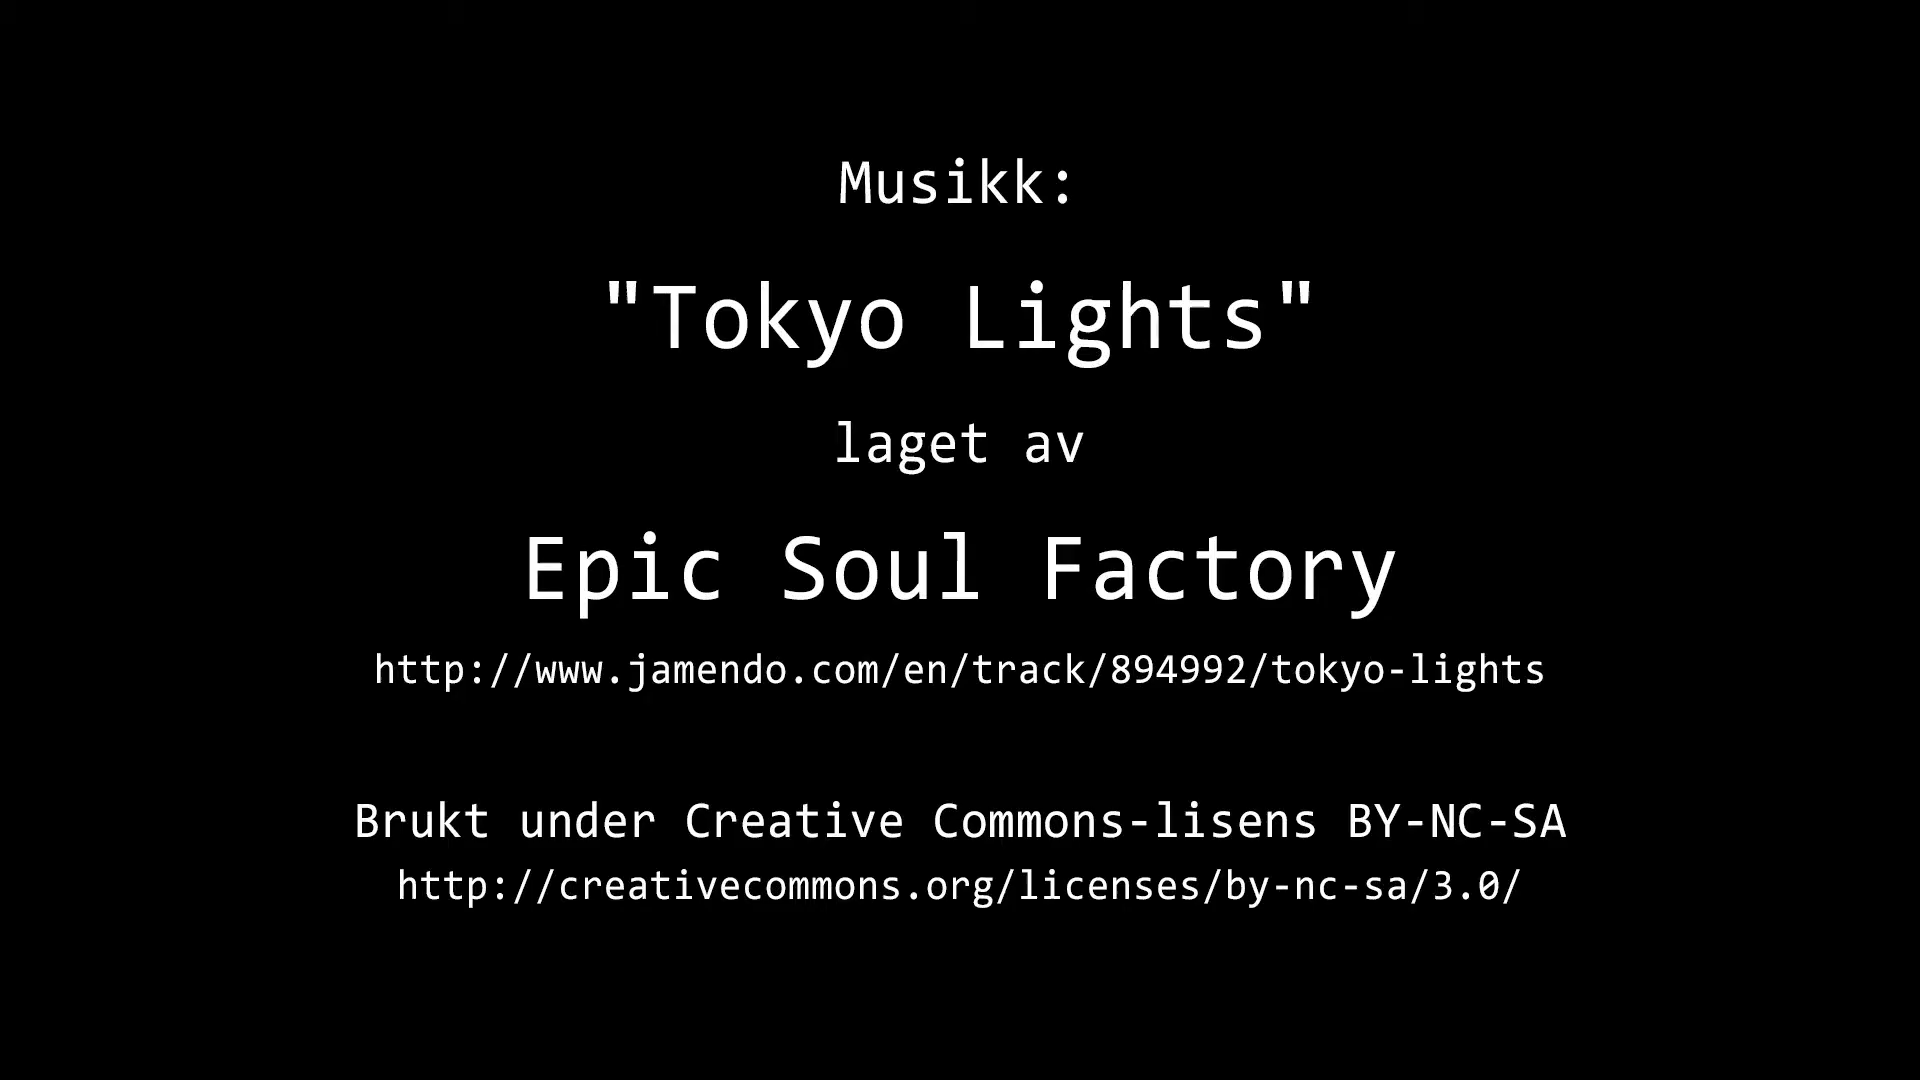 Musikk:
"Tokyo Lights"
laget av
Epic Soul Factory
http://www.jamendo.com/en/track/894992/tokyo-lights
Brukt under Creative Commons-lisens BY-NC-SA
http://creativecommons.org/licenses/by-nc-sa/3.0/